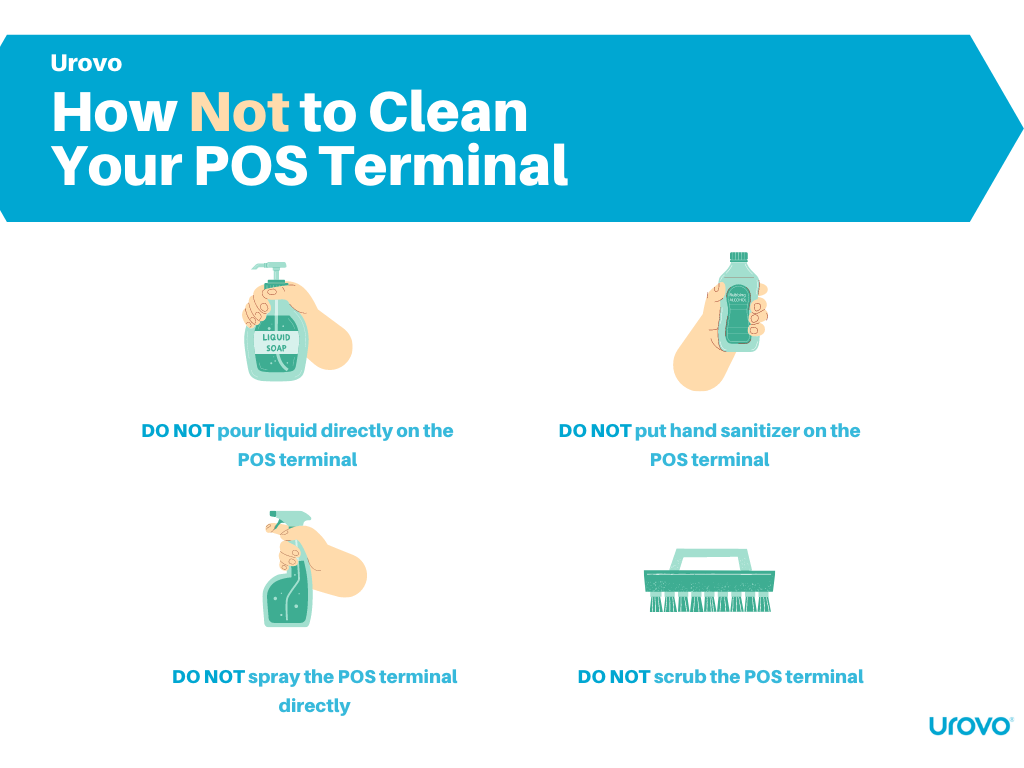 Urovo
How Not to Clean
Your POS Terminal
LIQUID
SOAP
RUBBING
ALCOHOL
DO NOT pour liquid directly on the
POS terminal
DO NOT put hand sanitizer on the
POS terminal
DO NOT spray the POS terminal
directly
DO NOT scrub the POS terminal
urovo®